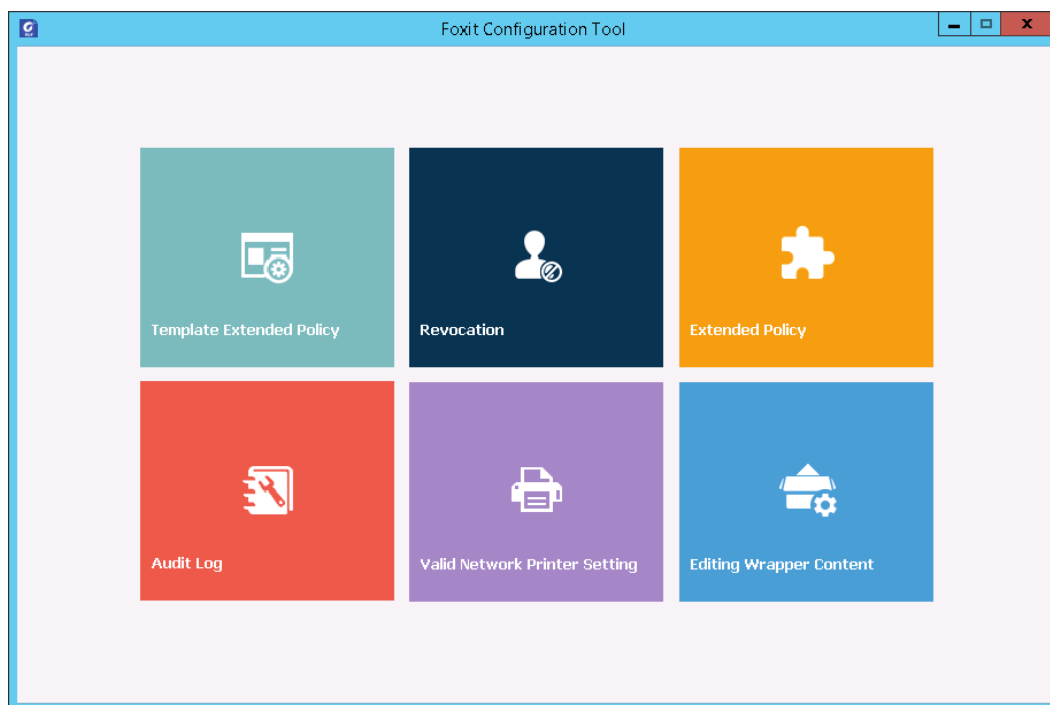 Foxit Configuration Tool
Template Extended Policy
Revocation
Extended Policy
Audit Log
Valid Network Printer Setting
Editing Wrapper Content